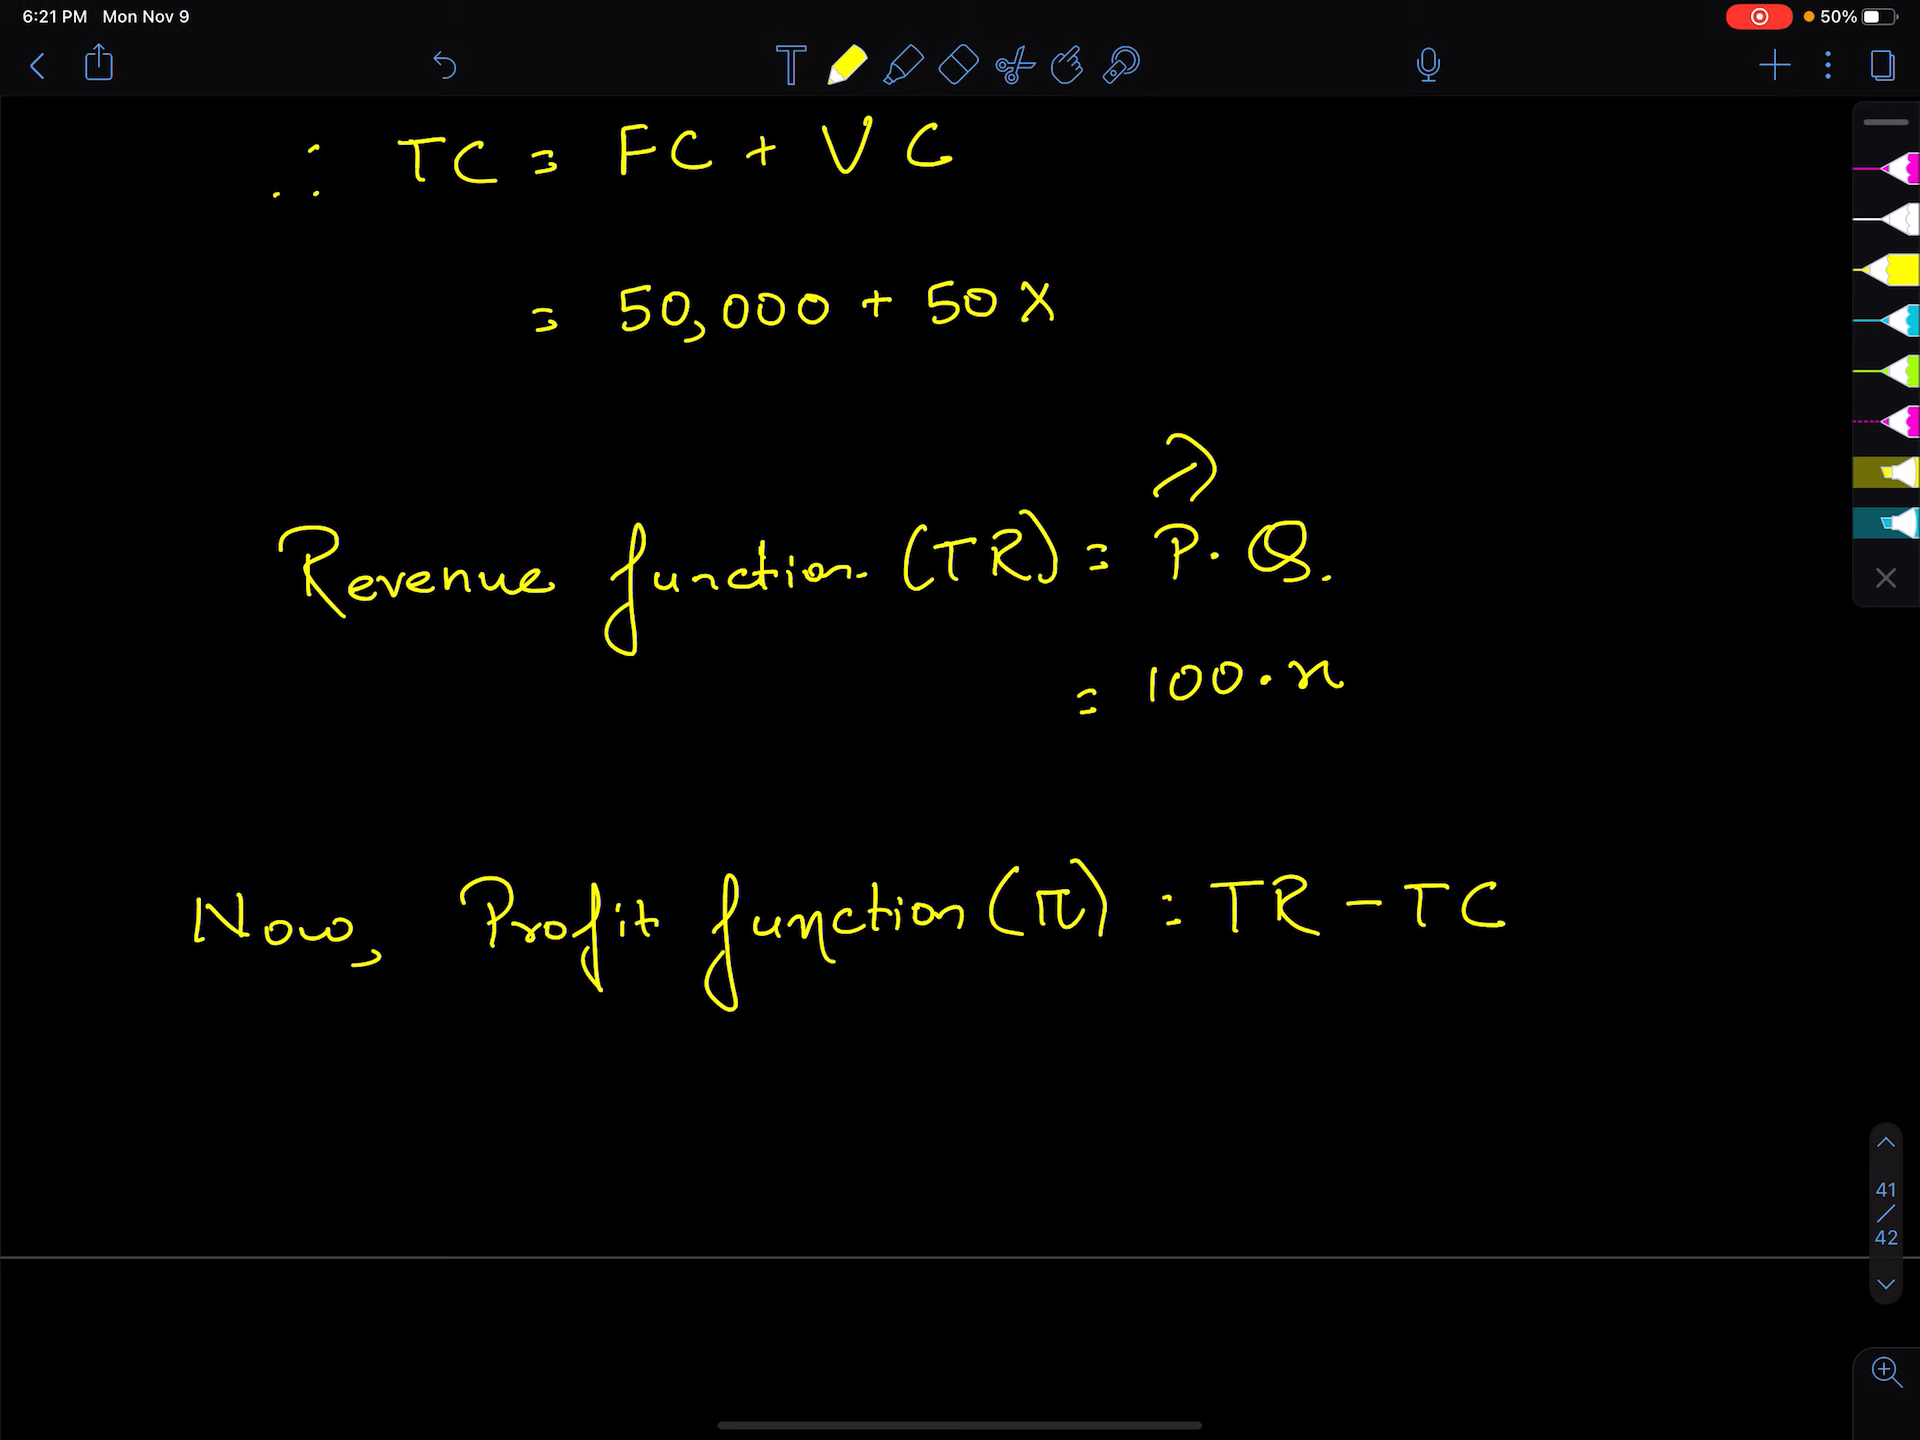 6:21 PM Mon Nov 9 50%
∴ TC = FC + VC
= 50,000 + 50 X
Revenue function (TR) = P. Q.
= 100 . x
Now, Profit function (π) = TR - TC
41
/
42